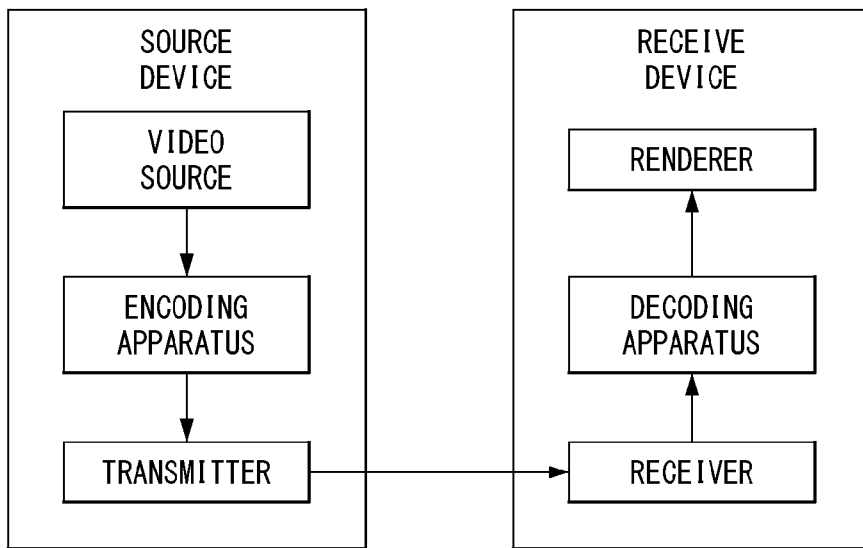 SOURCE
DEVICE
VIDEO
SOURCE
ENCODING
APPARATUS
TRANSMITTER
RECEIVE
DEVICE
RENDERER
DECODING
APPARATUS
RECEIVER